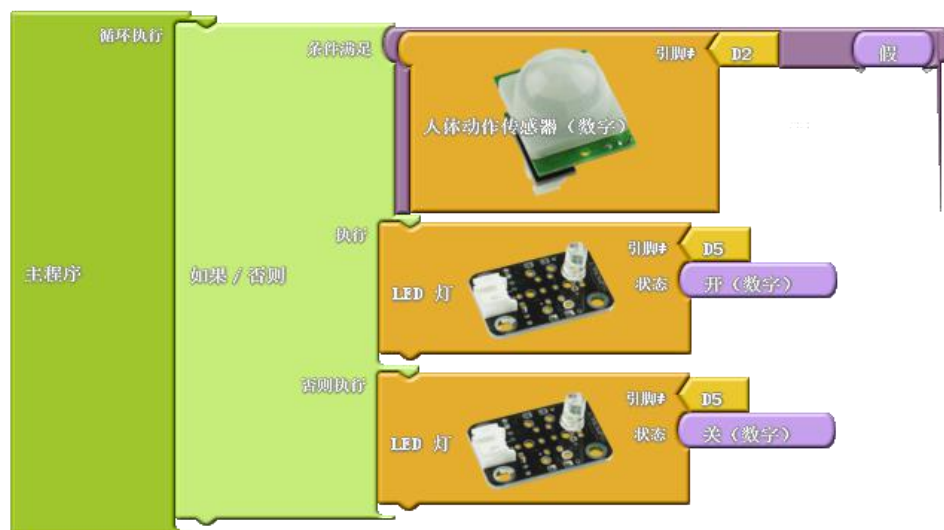 循环执行
条件满足
引脚# D2
假
人体动作传感器（数字）
执行
引脚# D5
主程序
如果 / 否则
LED 灯
状态
开（数字）
否则执行
引脚# D5
LED 灯
状态
关（数字）